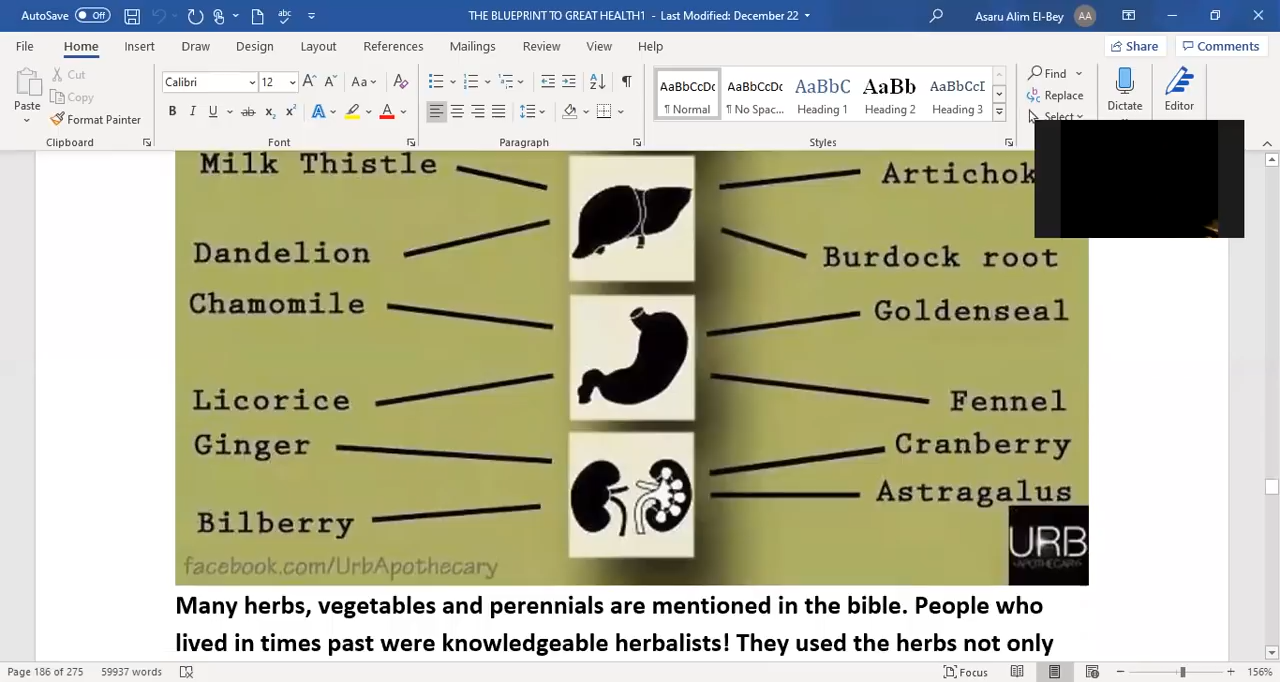 AutoSave Off THE BLUEPRINT TO GREAT HEALTH1 - Last Modified: December 22 Asaru Alim El-Bey AA
File Home Insert Draw Design Layout References Mailings Review View Help Share Comments
Paste
Cut
Copy
Format Painter
Clipboard
Calibri 12
Font
Paragraph
AaBbCcDc AaBbCcDc AaBbC AaBb AaBbCcI
¶ Normal ¶ No Spac... Heading 1 Heading 2 Heading 3
Styles
Find
Replace
Select
Dictate
Editor
Milk Thistle
Artichok
Dandelion
Burdock root
Chamomile
Goldenseal
Licorice
Fennel
Ginger
Cranberry
Astragalus
Bilberry
URB
APOTHECARY
facebook.com/UrbApothecary
Many herbs, vegetables and perennials are mentioned in the bible. People who
lived in times past were knowledgeable herbalists! They used the herbs not only
Page 186 of 275 59937 words Focus 156%